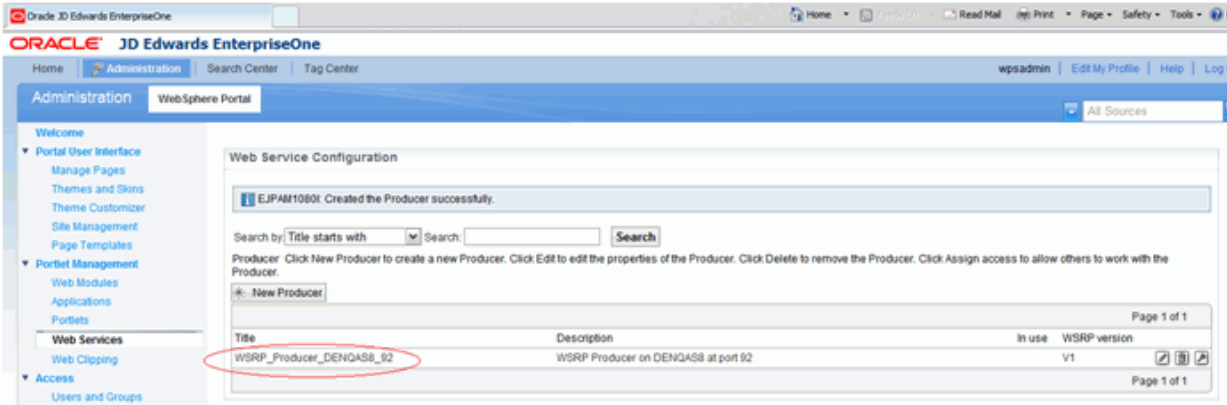 Oracle JD Edwards EnterpriseOne
Home Read Mail Print Page Safety Tools
ORACLE JD Edwards EnterpriseOne
Home Administration Search Center Tag Center wpsadmin Edit My Profile Help Log
Administration WebSphere Portal
All Sources
Welcome
Portal User Interface
Manage Pages
Themes and Skins
Theme Customizer
Site Management
Page Templates
Portlet Management
Web Modules
Applications
Portlets
Web Services
Web Clipping
Access
Users and Groups
Web Service Configuration
EJPAM1080I: Created the Producer successfully.
Search by: Title starts with Search: Search
Producer Click New Producer to create a new Producer. Click Edit to edit the properties of the Producer. Click Delete to remove the Producer. Click Assign access to allow others to work with the
Producer.
New Producer
Page 1 of 1
Title Description In use WSRP version
WSRP_Producer_DENQAS8_92 WSRP Producer on DENQAS8 at port 92 V1
Page 1 of 1